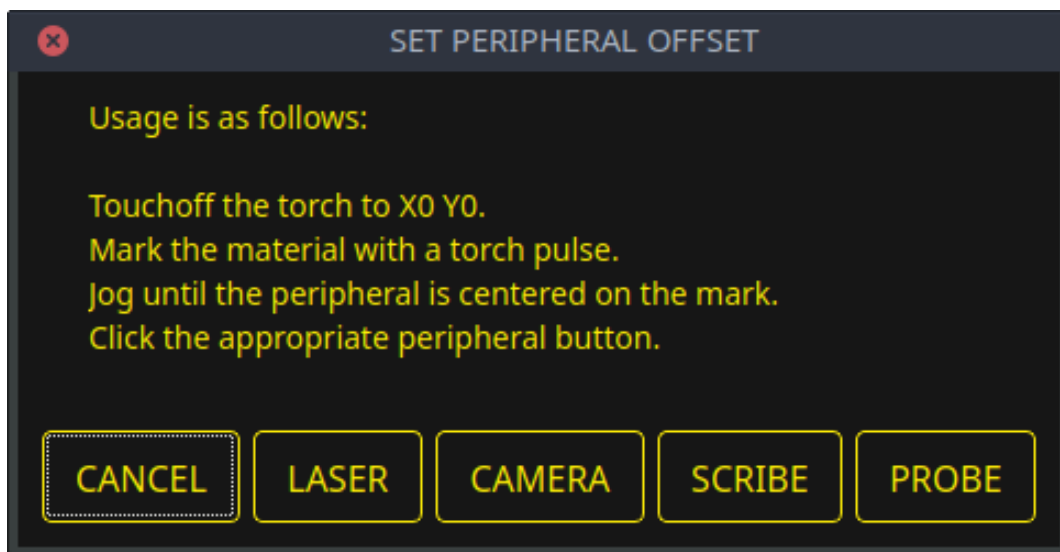 SET PERIPHERAL OFFSET
Usage is as follows:
Touchoff the torch to X0 Y0.
Mark the material with a torch pulse.
Jog until the peripheral is centered on the mark.
Click the appropriate peripheral button.
CANCEL LASER CAMERA SCRIBE PROBE